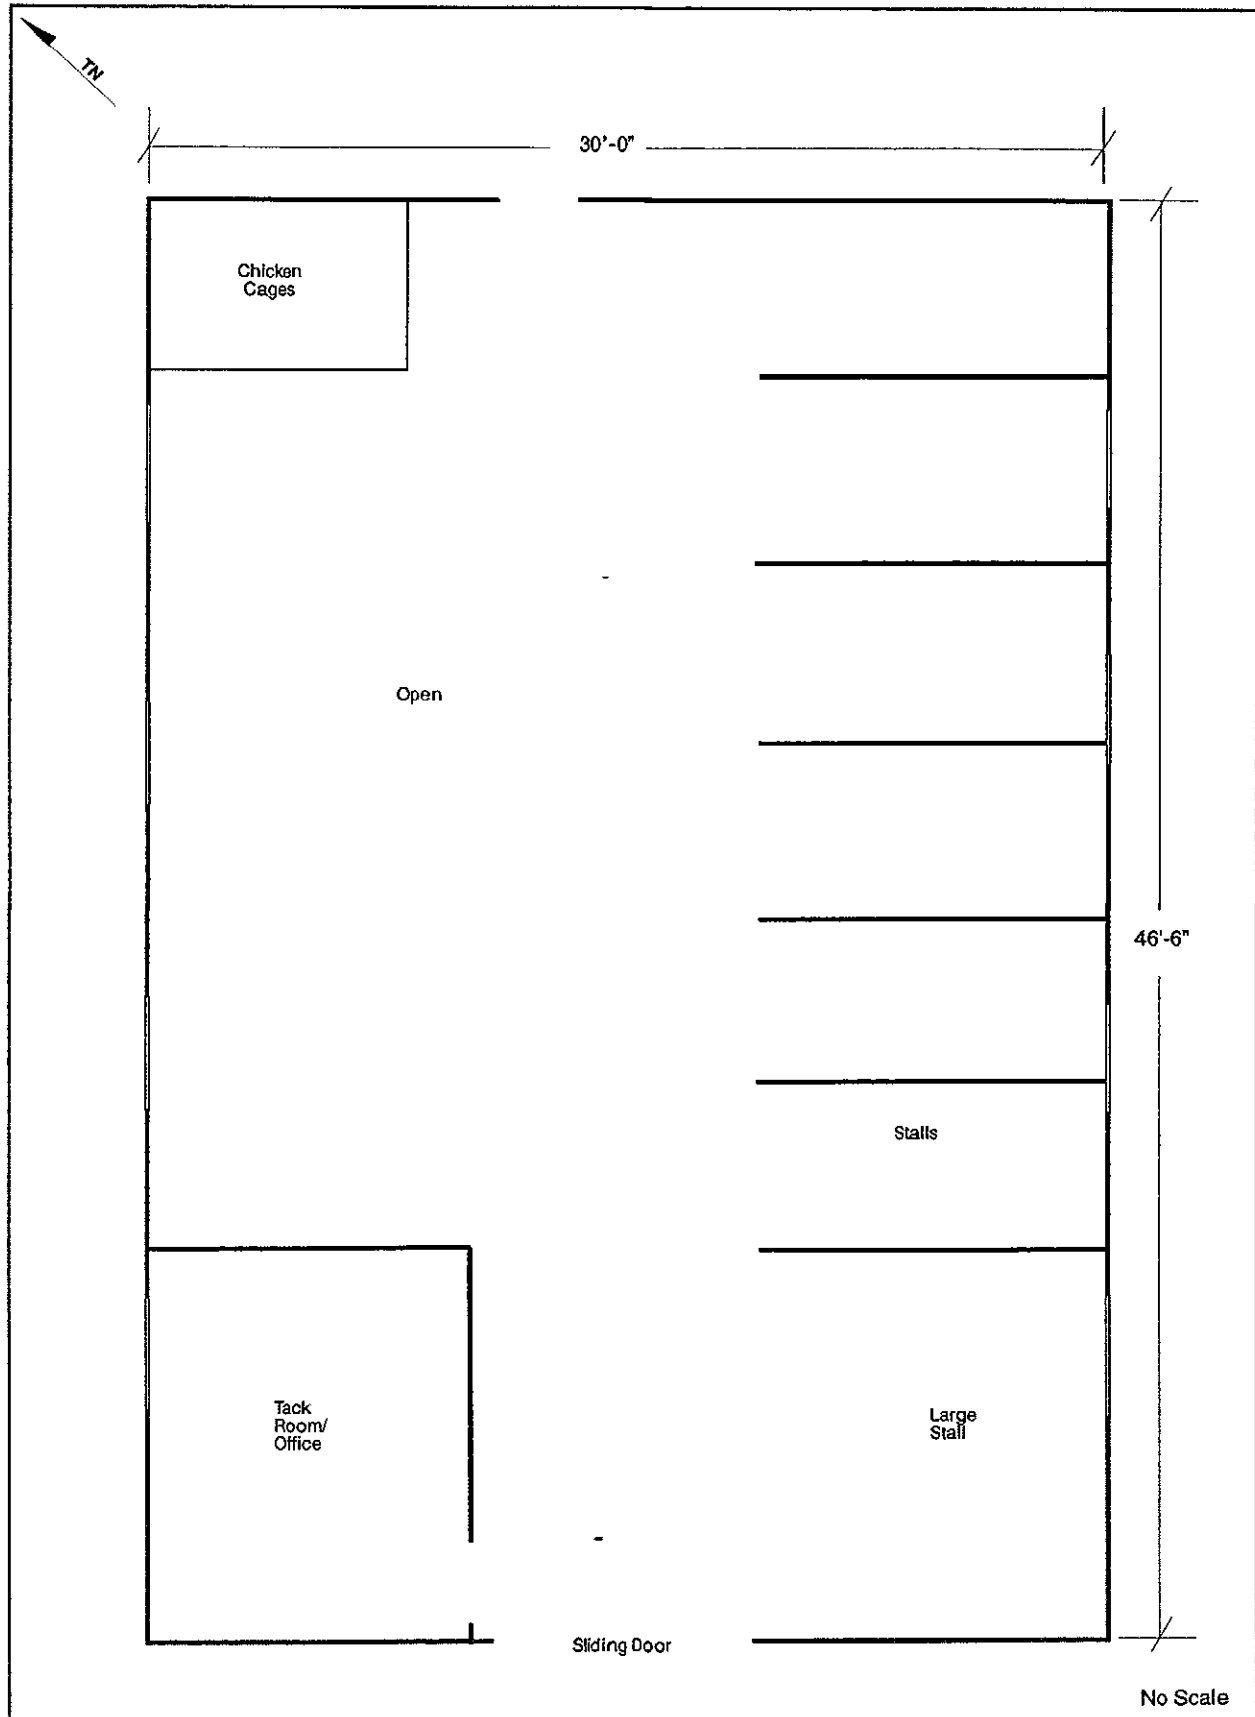 TN
30'-0"
Chicken
Cages
Open
46'-6"
Stalls
Tack
Room/
Office
Large
Stall
Sliding Door
No Scale